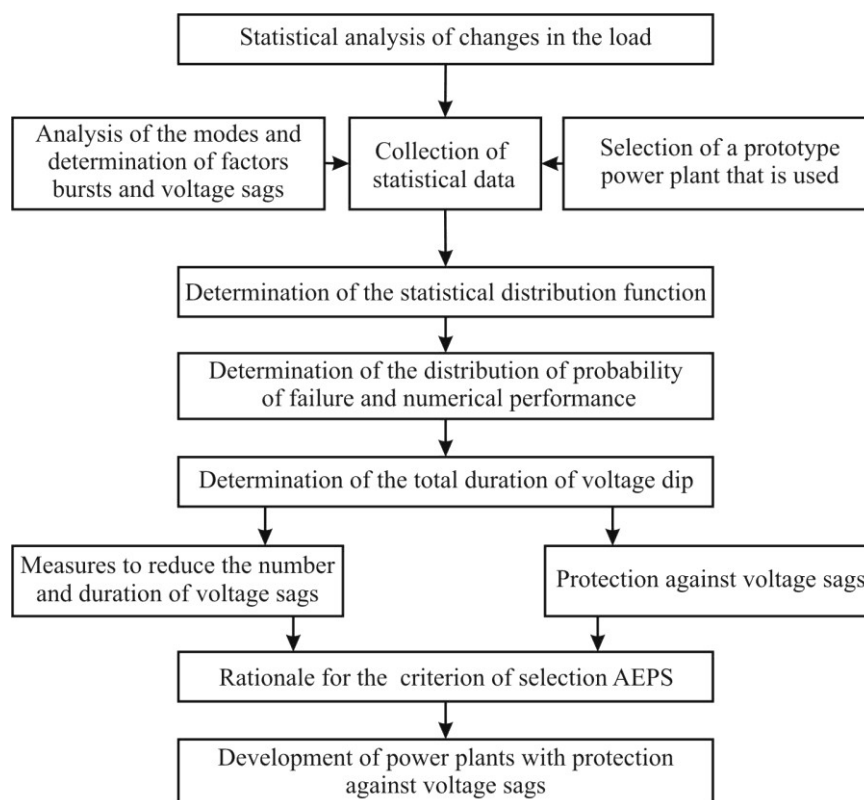 Statistical analysis of changes in the load
Analysis of the modes and
determination of factors
bursts and voltage sags
Collection of
statistical data
Selection of a prototype
power plant that is used
Determination of the statistical distribution function
Determination of the distribution of probability
of failure and numerical performance
Determination of the total duration of voltage dip
Measures to reduce the number
and duration of voltage sags
Protection against voltage sags
Rationale for the criterion of selection AEPS
Development of power plants with protection
against voltage sags